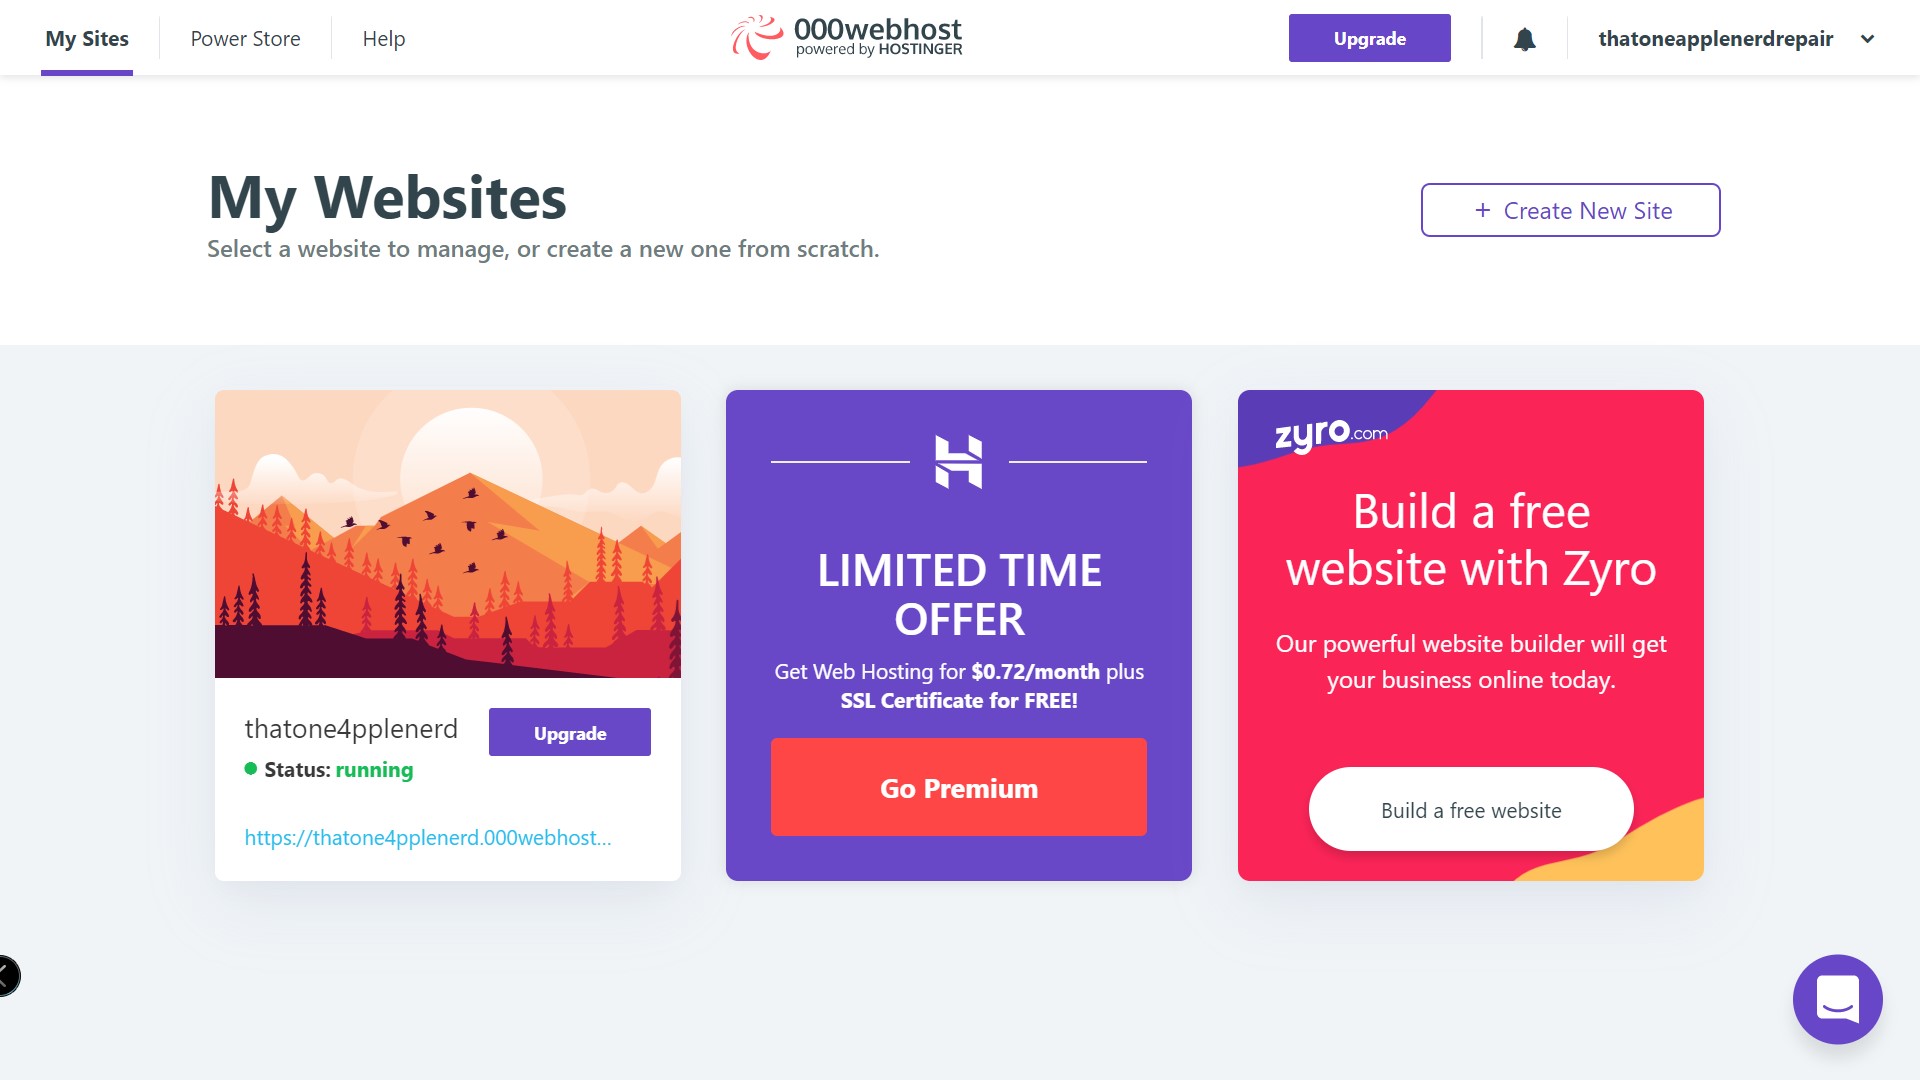 My Sites
Power Store
Help
000webhost
powered by HOSTINGER
Upgrade
thatoneapplenerdrepair
My Websites
Select a website to manage, or create a new one from scratch.
+ Create New Site
thatone4pplenerd
Upgrade
Status: running
https://thatone4pplenerd.000webhost...
LIMITED TIME
OFFER
Get Web Hosting for $0.72/month plus
SSL Certificate for FREE!
Go Premium
zyro.com
Build a free
website with Zyro
Our powerful website builder will get
your business online today.
Build a free website